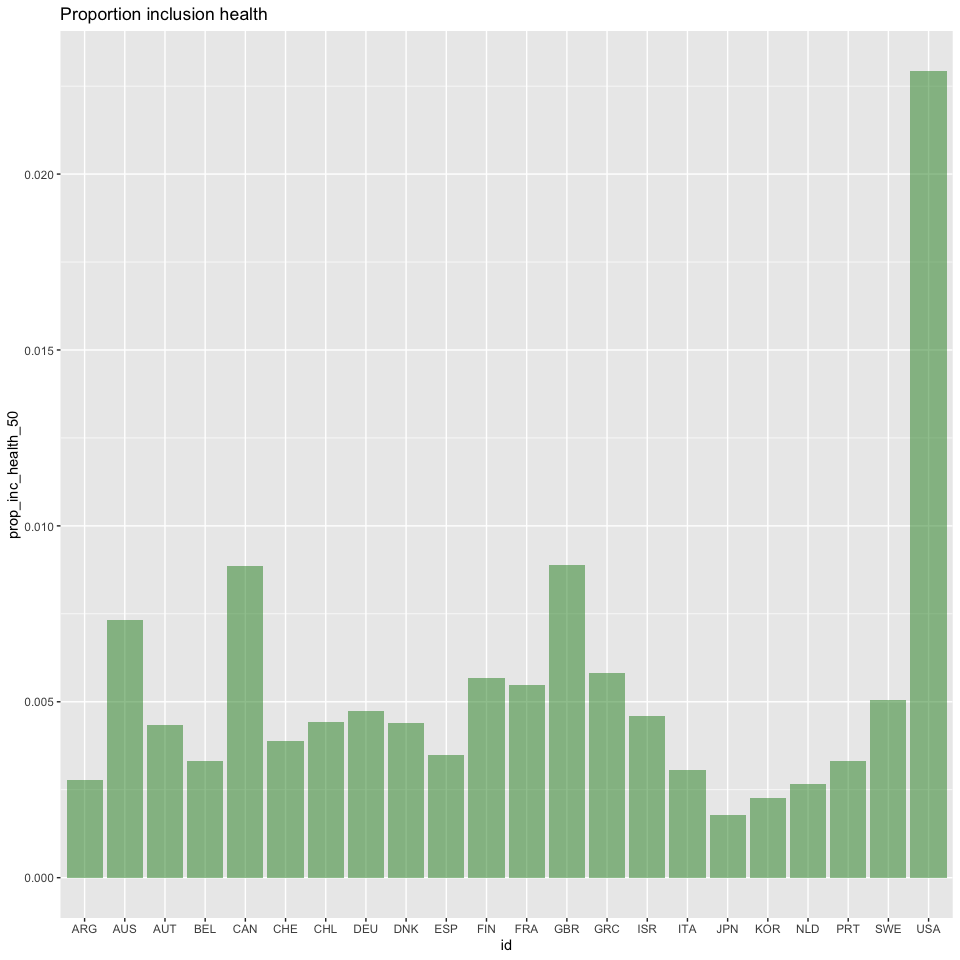 Proportion inclusion health
prop_inc_health_50
0.020
0.015
0.010
0.005
0.000
ARG AUS AUT BEL CAN CHE CHL DEU DNK ESP FIN FRA GBR GRC ISR ITA JPN KOR NLD PRT SWE USA
id